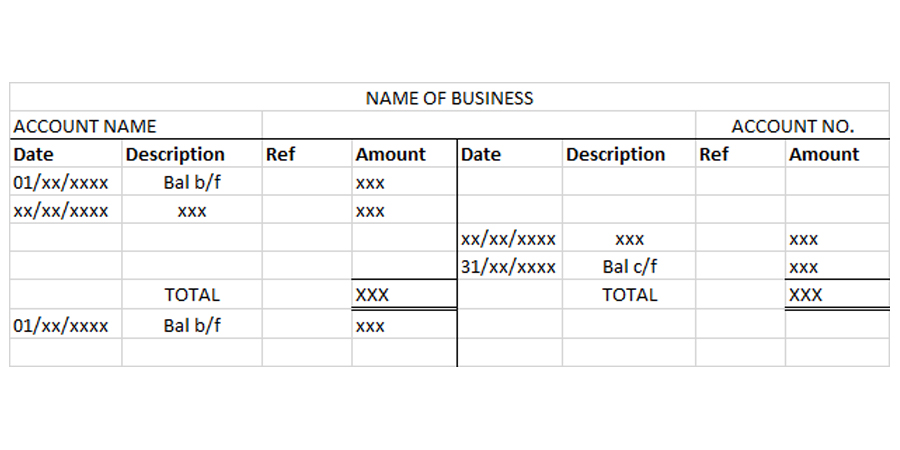 NAME OF BUSINESS
ACCOUNT NAME ACCOUNT NO.
Date Description Ref Amount Date Description Ref Amount
01/xx/xxxx Bal b/f xxx
xx/xx/xxxx xxx xxx
xx/xx/xxxx xxx xxx
31/xx/xxxx Bal c/f xxx
TOTAL XXX TOTAL XXX
01/xx/xxxx Bal b/f xxx